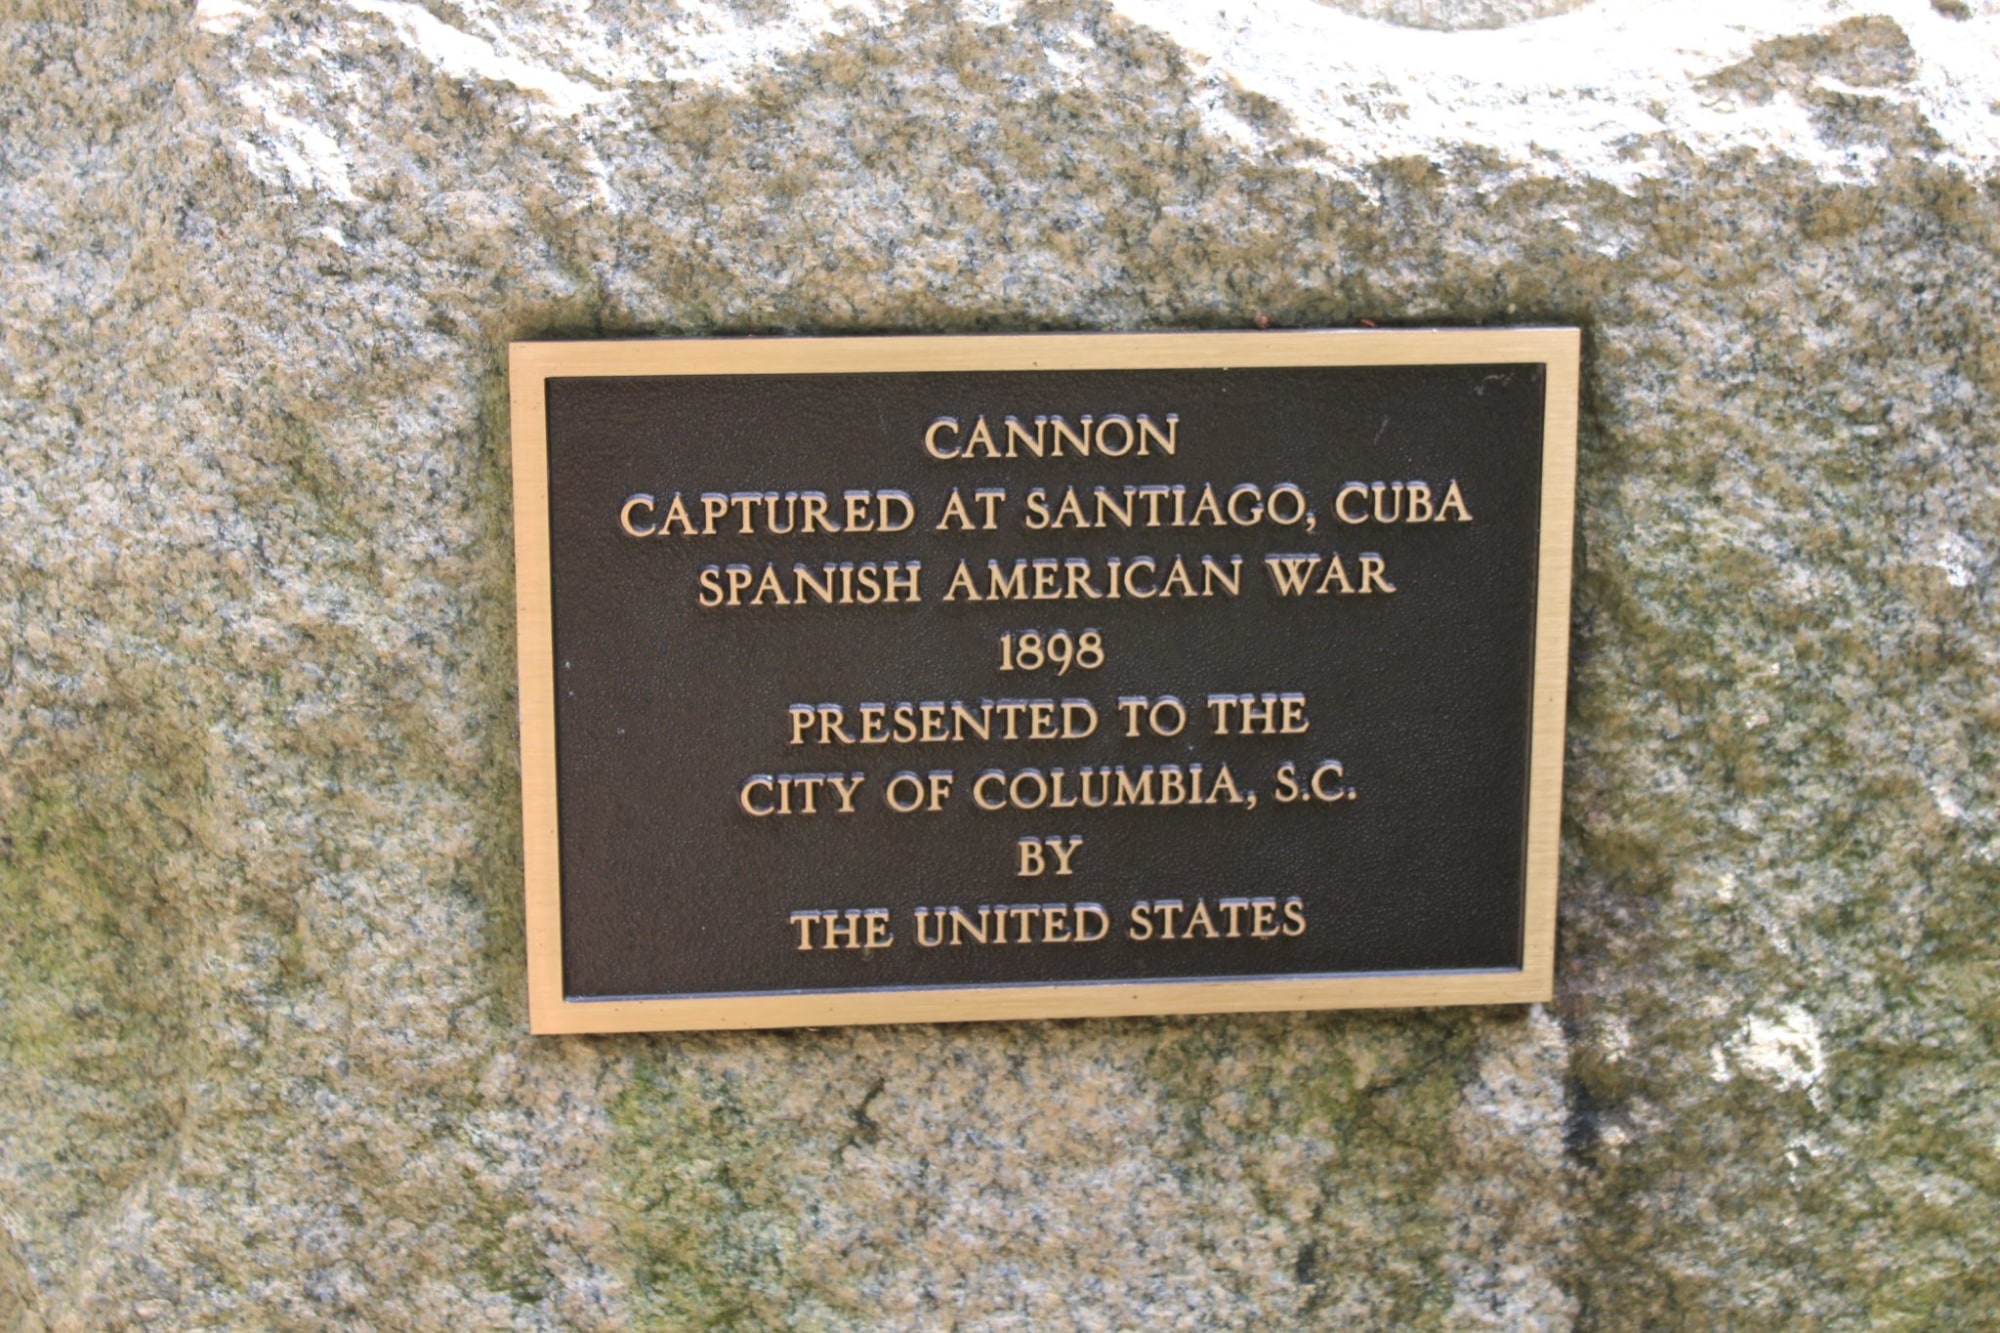 CANNON
CAPTURED AT SANTIAGO, CUBA
SPANISH AMERICAN WAR
1898
PRESENTED TO THE
CITY OF COLUMBIA, S.C.
BY
THE UNITED STATES